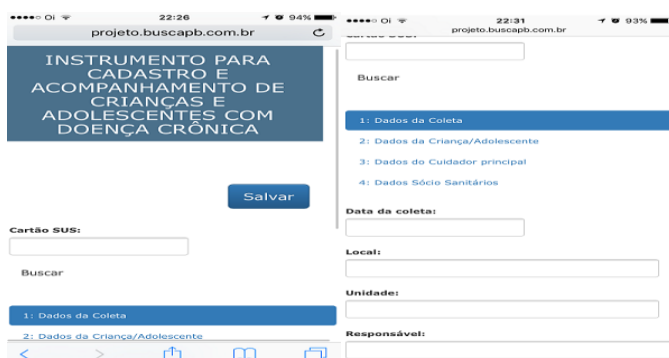 ●●●●○ Oi 22:26 94%
projeto.buscapb.com.br
INSTRUMENTO PARA
CADASTRO E
ACOMPANHAMENTO DE
CRIANÇAS E
ADOLESCENTES COM
DOENÇA CRÔNICA
Salvar
Cartão SUS:
Buscar
1: Dados da Coleta
2: Dados da Criança/Adolescente
●●●●○ Oi 22:31 93%
projeto.buscapb.com.br
Cartão SUS:
Buscar
1: Dados da Coleta
2: Dados da Criança/Adolescente
3: Dados do Cuidador principal
4: Dados Sócio Sanitários
Data da coleta:
Local:
Unidade:
Responsável: